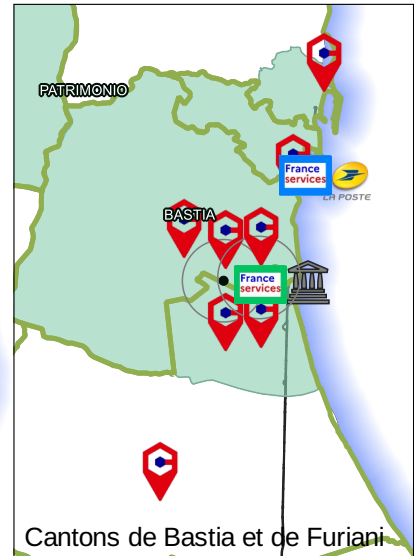 PATRIMONIO
France
services
LA POSTE
BASTIA
France
services
Cantons de Bastia et de Furiani